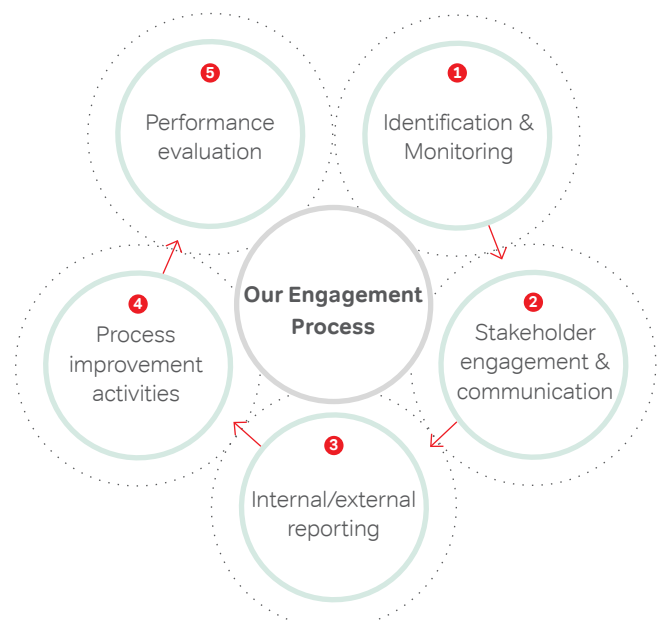 5
Performance
evaluation
1
Identification &
Monitoring
Our Engagement
Process
4
Process
improvement
activities
2
Stakeholder
engagement &
communication
3
Internal/external
reporting